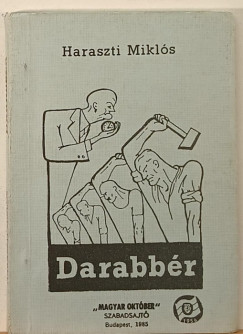 Haraszti Miklós
Darabbér
„MAGYAR OKTÓBER"
SZABADSAJTÓ
Budapest, 1985